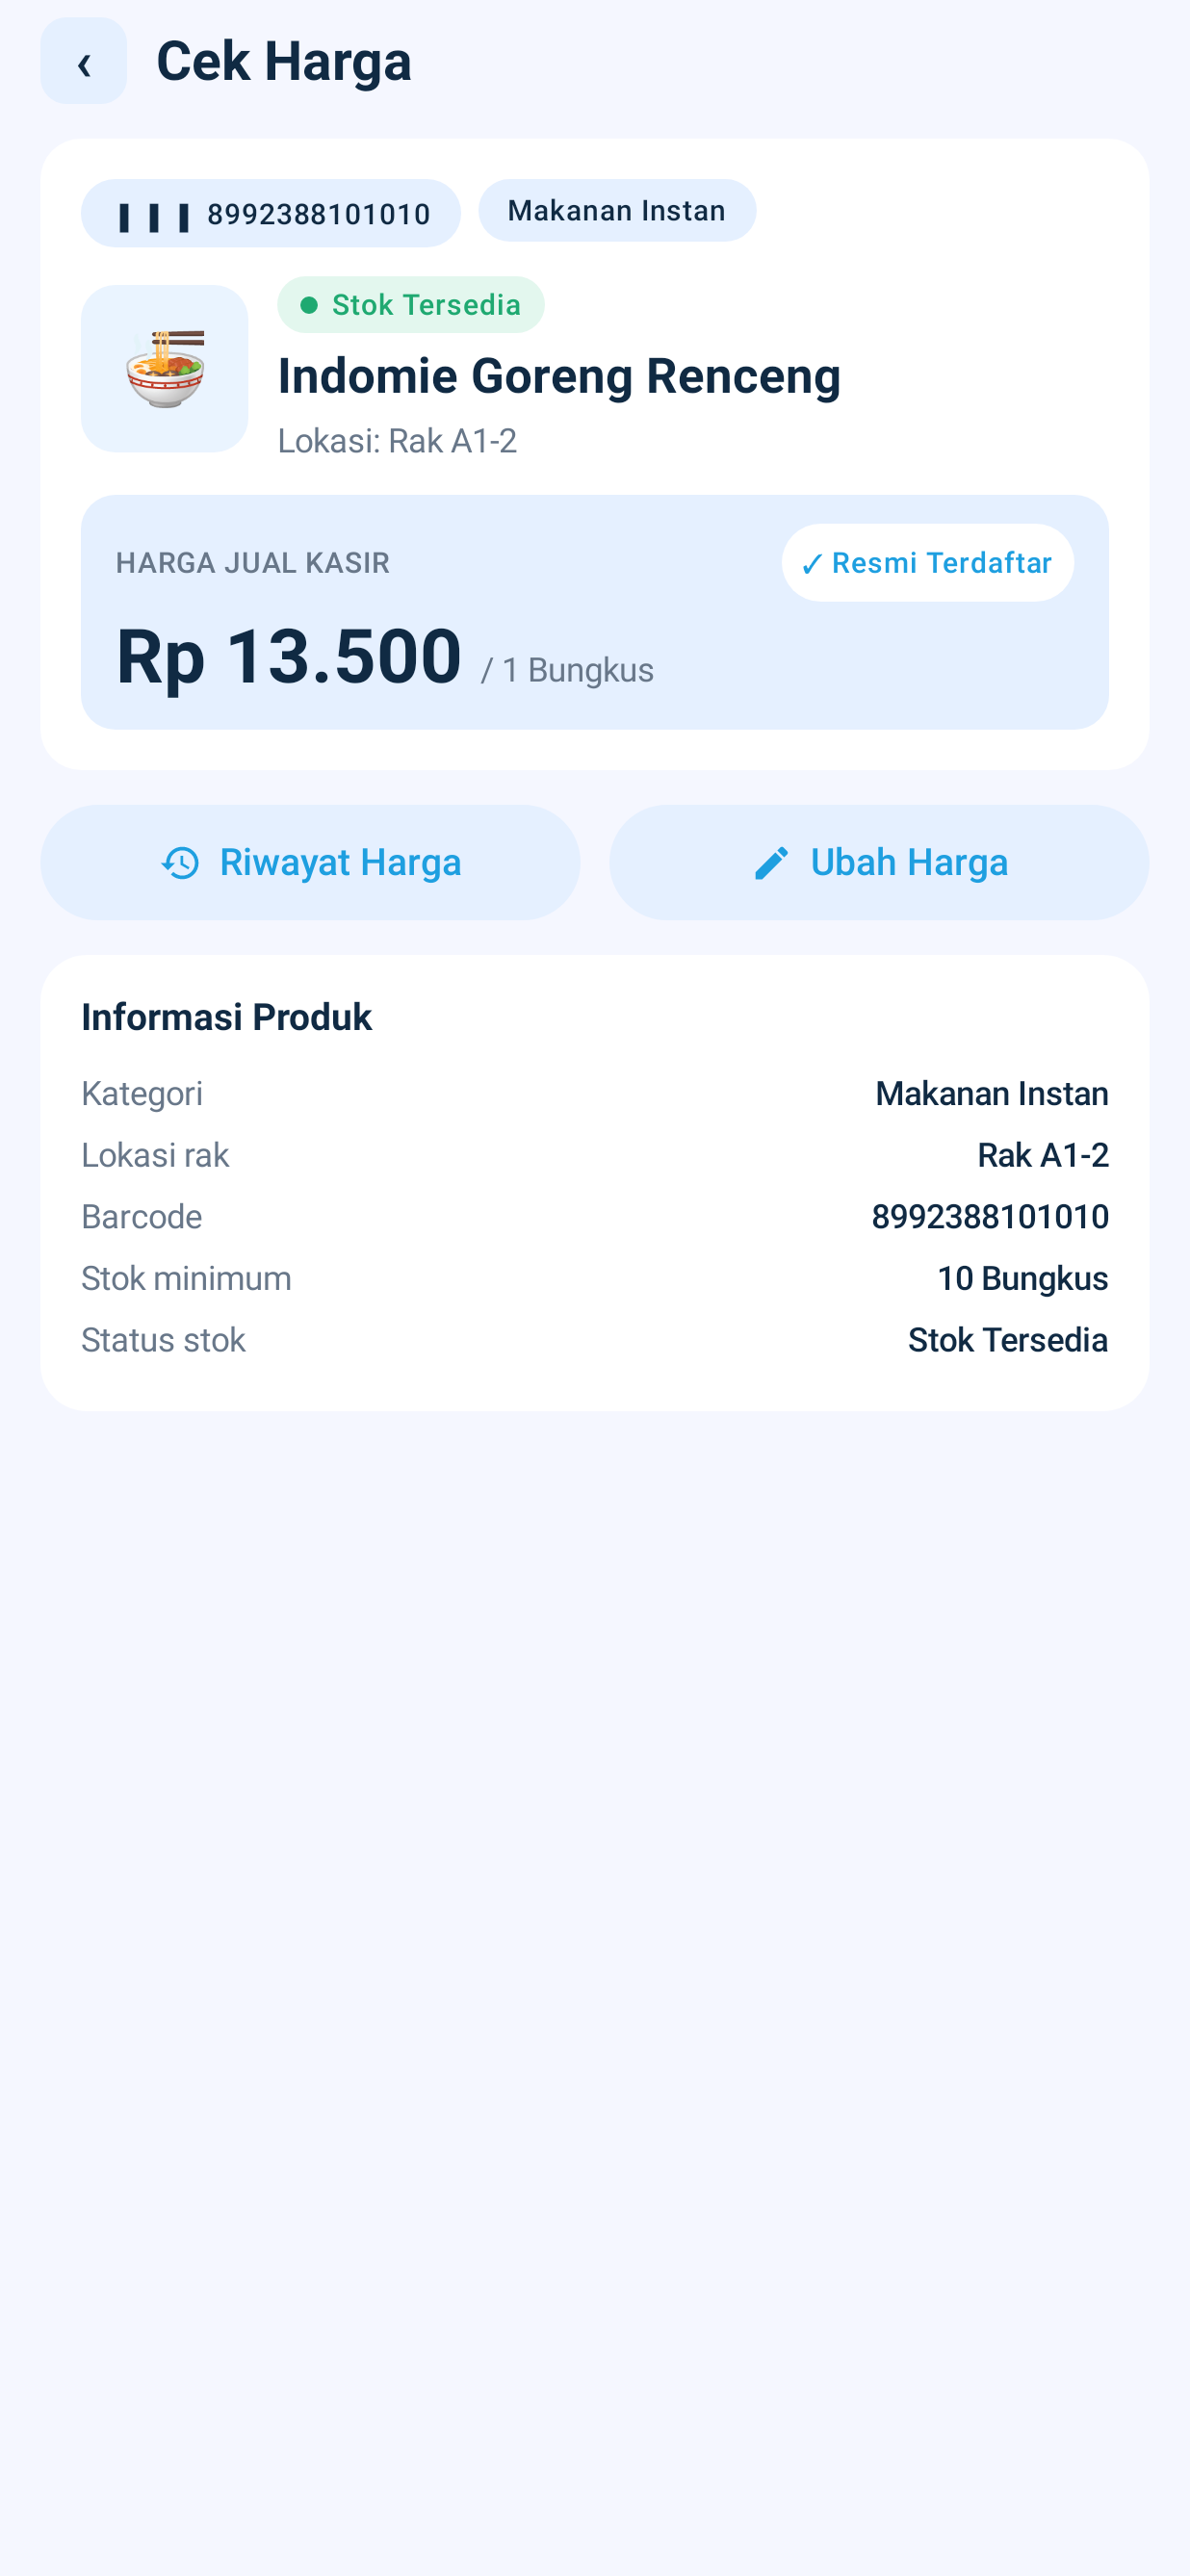 ‹ Cek Harga
8992388101010 Makanan Instan
Stok Tersedia
Indomie Goreng Renceng
Lokasi: Rak A1-2
HARGA JUAL KASIR ✓ Resmi Terdaftar
Rp 13.500 / 1 Bungkus
Riwayat Harga Ubah Harga
Informasi Produk
Kategori Makanan Instan
Lokasi rak Rak A1-2
Barcode 8992388101010
Stok minimum 10 Bungkus
Status stok Stok Tersedia